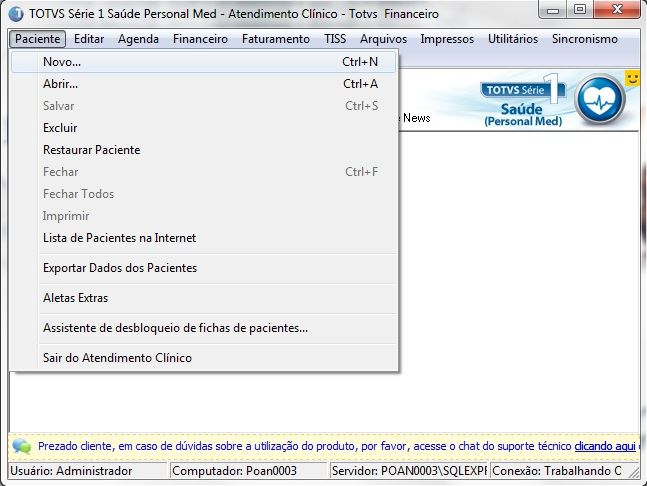 TOTVS Série 1 Saúde Personal Med - Atendimento Clínico - Totvs Financeiro
Paciente Editar Agenda Financeiro Faturamento TISS Arquivos Impressos Utilitários Sincronismo
Novo... Ctrl+N
Abrir... Ctrl+A
Salvar Ctrl+S
Excluir
Restaurar Paciente
Fechar Ctrl+F
Fechar Todos
Imprimir
Lista de Pacientes na Internet
Exportar Dados dos Pacientes
Aletas Extras
Assistente de desbloqueio de fichas de pacientes...
Sair do Atendimento Clínico
News
TOTVS Série 1
Saúde
(Personal Med)
Prezado cliente, em caso de dúvidas sobre a utilização do produto, por favor, acesse o chat do suporte técnico clicando aqui
Usuário: Administrador Computador: Poan0003 Servidor: POAN0003\SQLEXPF Conexão: Trabalhando O